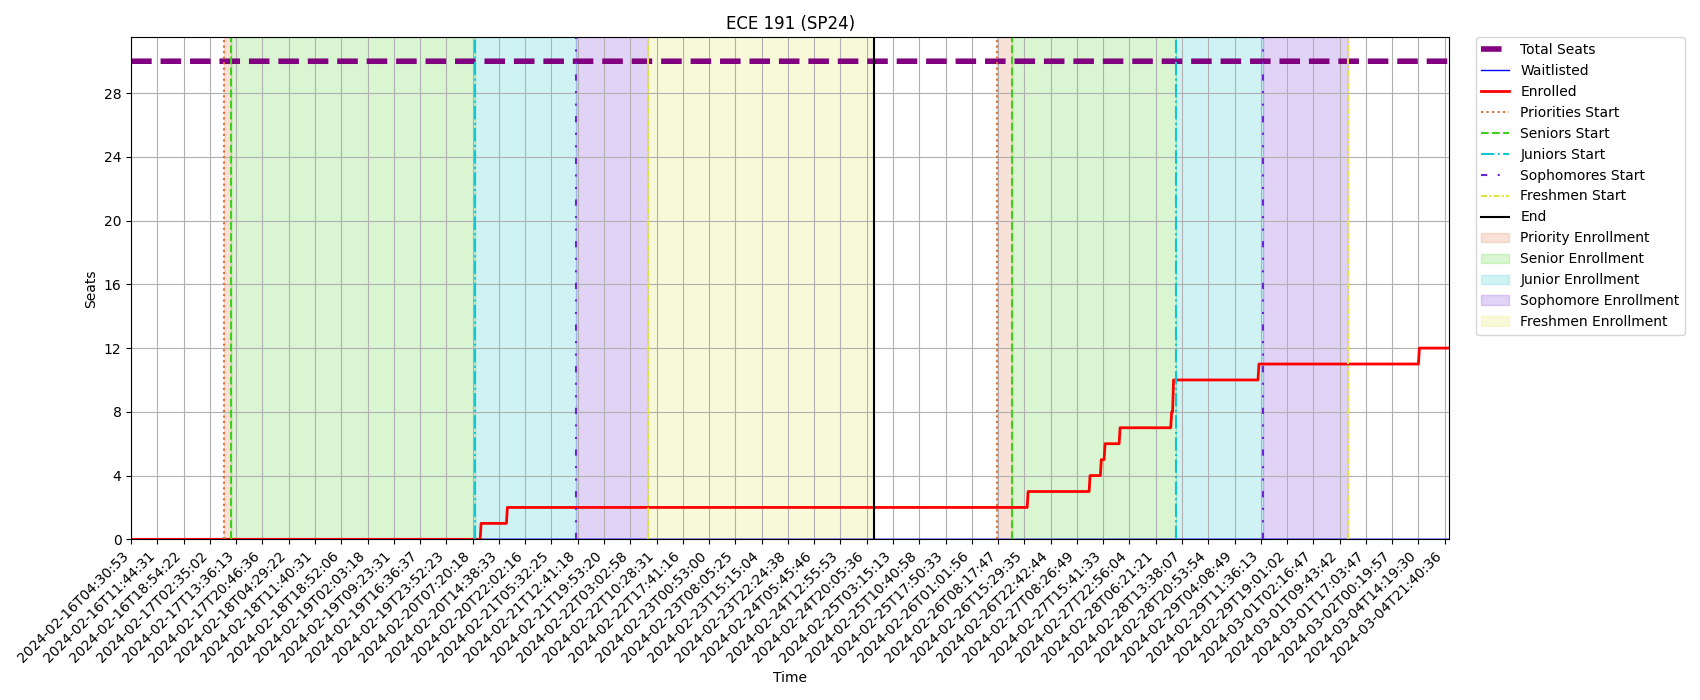 ECE 191 (SP24)
Total Seats
Waitlisted
Enrolled
Priorities Start
Seniors Start
Juniors Start
Sophomores Start
Freshmen Start
End
Priority Enrollment
Senior Enrollment
Junior Enrollment
Sophomore Enrollment
Freshmen Enrollment
Seats
28
24
20
16
12
8
4
0
2024-02-16T04:30:53
2024-02-16T11:44:31
2024-02-16T18:54:22
2024-02-17T02:35:02
2024-02-17T13:36:13
2024-02-17T20:46:36
2024-02-18T04:29:22
2024-02-18T11:40:31
2024-02-18T18:52:06
2024-02-19T02:03:18
2024-02-19T09:23:31
2024-02-19T16:36:37
2024-02-19T23:52:23
2024-02-20T07:20:18
2024-02-20T14:38:33
2024-02-20T22:02:16
2024-02-21T05:32:25
2024-02-21T12:41:18
2024-02-21T19:53:20
2024-02-22T03:02:58
2024-02-22T10:28:31
2024-02-22T17:41:16
2024-02-23T00:53:00
2024-02-23T08:05:25
2024-02-23T15:15:04
2024-02-23T22:24:38
2024-02-24T05:45:46
2024-02-24T12:55:53
2024-02-24T20:05:36
2024-02-25T03:15:13
2024-02-25T10:40:58
2024-02-25T17:50:33
2024-02-26T01:01:56
2024-02-26T08:17:47
2024-02-26T15:29:35
2024-02-26T22:42:44
2024-02-27T08:26:49
2024-02-27T15:41:33
2024-02-27T22:56:04
2024-02-28T06:21:21
2024-02-28T13:38:07
2024-02-28T20:53:54
2024-02-29T04:08:49
2024-02-29T11:36:13
2024-02-29T19:01:02
2024-03-01T02:16:47
2024-03-01T09:43:42
2024-03-01T17:03:47
2024-03-02T00:19:57
2024-03-04T14:19:30
2024-03-04T21:40:36
Time